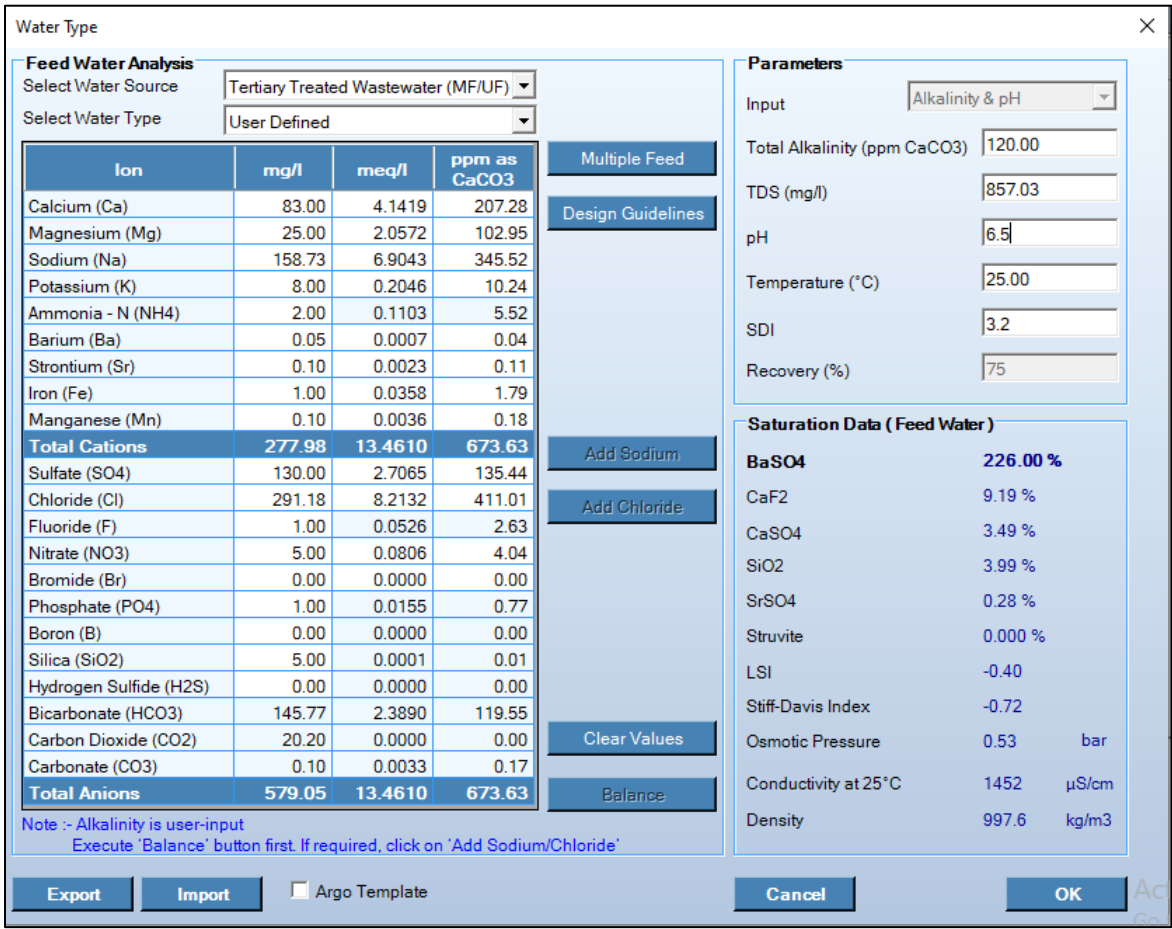 Water Type
Feed Water Analysis
Select Water Source Tertiary Treated Wastewater (MF/UF)
Select Water Type User Defined
Ion mg/l meq/l ppm as CaCO3
Calcium (Ca) 83.00 4.1419 207.28
Magnesium (Mg) 25.00 2.0572 102.95
Sodium (Na) 158.73 6.9043 345.52
Potassium (K) 8.00 0.2046 10.24
Ammonia - N (NH4) 2.00 0.1103 5.52
Barium (Ba) 0.05 0.0007 0.04
Strontium (Sr) 0.10 0.0023 0.11
Iron (Fe) 1.00 0.0358 1.79
Manganese (Mn) 0.10 0.0036 0.18
Total Cations 277.98 13.4610 673.63
Sulfate (SO4) 130.00 2.7065 135.44
Chloride (Cl) 291.18 8.2132 411.01
Fluoride (F) 1.00 0.0526 2.63
Nitrate (NO3) 5.00 0.0806 4.04
Bromide (Br) 0.00 0.0000 0.00
Phosphate (PO4) 1.00 0.0155 0.77
Boron (B) 0.00 0.0000 0.00
Silica (SiO2) 5.00 0.0001 0.01
Hydrogen Sulfide (H2S) 0.00 0.0000 0.00
Bicarbonate (HCO3) 145.77 2.3890 119.55
Carbon Dioxide (CO2) 20.20 0.0000 0.00
Carbonate (CO3) 0.10 0.0033 0.17
Total Anions 579.05 13.4610 673.63
Note :- Alkalinity is user-input
Execute 'Balance' button first. If required, click on 'Add Sodium/Chloride'
Multiple Feed
Design Guidelines
Add Sodium
Add Chloride
Clear Values
Balance
Parameters
Input Alkalinity & pH
Total Alkalinity (ppm CaCO3) 120.00
TDS (mg/l) 857.03
pH 6.5
Temperature (°C) 25.00
SDI 3.2
Recovery (%) 75
Saturation Data ( Feed Water )
BaSO4 226.00 %
CaF2 9.19 %
CaSO4 3.49 %
SiO2 3.99 %
SrSO4 0.28 %
Struvite 0.000 %
LSI -0.40
Stiff-Davis Index -0.72
Osmotic Pressure 0.53 bar
Conductivity at 25°C 1452 µS/cm
Density 997.6 kg/m3
Export Import Argo Template Cancel OK
Act
Go